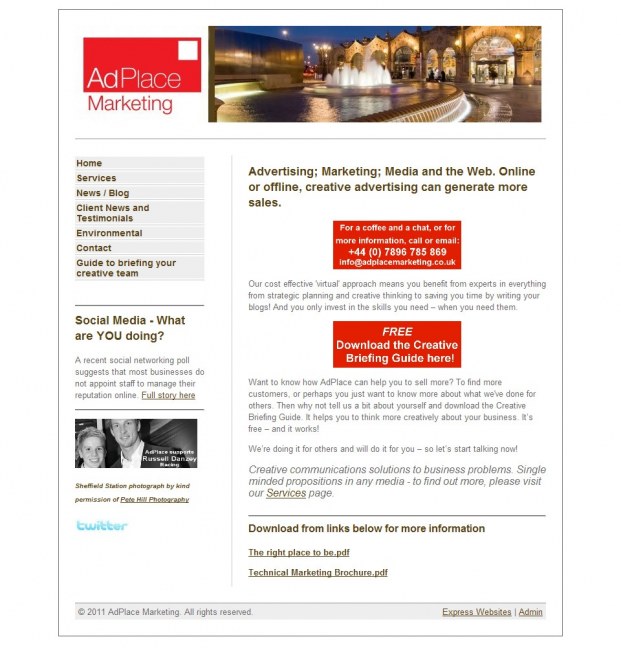 AdPlace
Marketing
Home
Services
News / Blog
Client News and
Testimonials
Environmental
Contact
Guide to briefing your
creative team
Social Media - What
are YOU doing?
A recent social networking poll
suggests that most businesses do
not appoint staff to manage their
reputation online. Full story here
AdPlace supports
Russell Danzey
Racing
Sheffield Station photograph by kind
permission of Pete Hill Photography
twitter
Advertising; Marketing; Media and the Web. Online
or offline, creative advertising can generate more
sales.
For a coffee and a chat, or for
more information, call or email:
+44 (0) 7896 785 869
info@adplacemarketing.co.uk
Our cost effective 'virtual' approach means you benefit from experts in everything
from strategic planning and creative thinking to saving you time by writing your
blogs! And you only invest in the skills you need – when you need them.
FREE
Download the Creative
Briefing Guide here!
Want to know how AdPlace can help you to sell more? To find more
customers, or perhaps you just want to know more about what we've done for
others. Then why not tell us a bit about yourself and download the Creative
Briefing Guide. It helps you to think more creatively about your business. It's
free – and it works!
We're doing it for others and will do it for you – so let's start talking now!
Creative communications solutions to business problems. Single
minded propositions in any media - to find out more, please visit
our Services page.
Download from links below for more information
The right place to be.pdf
Technical Marketing Brochure.pdf
© 2011 AdPlace Marketing. All rights reserved.
Express Websites | Admin